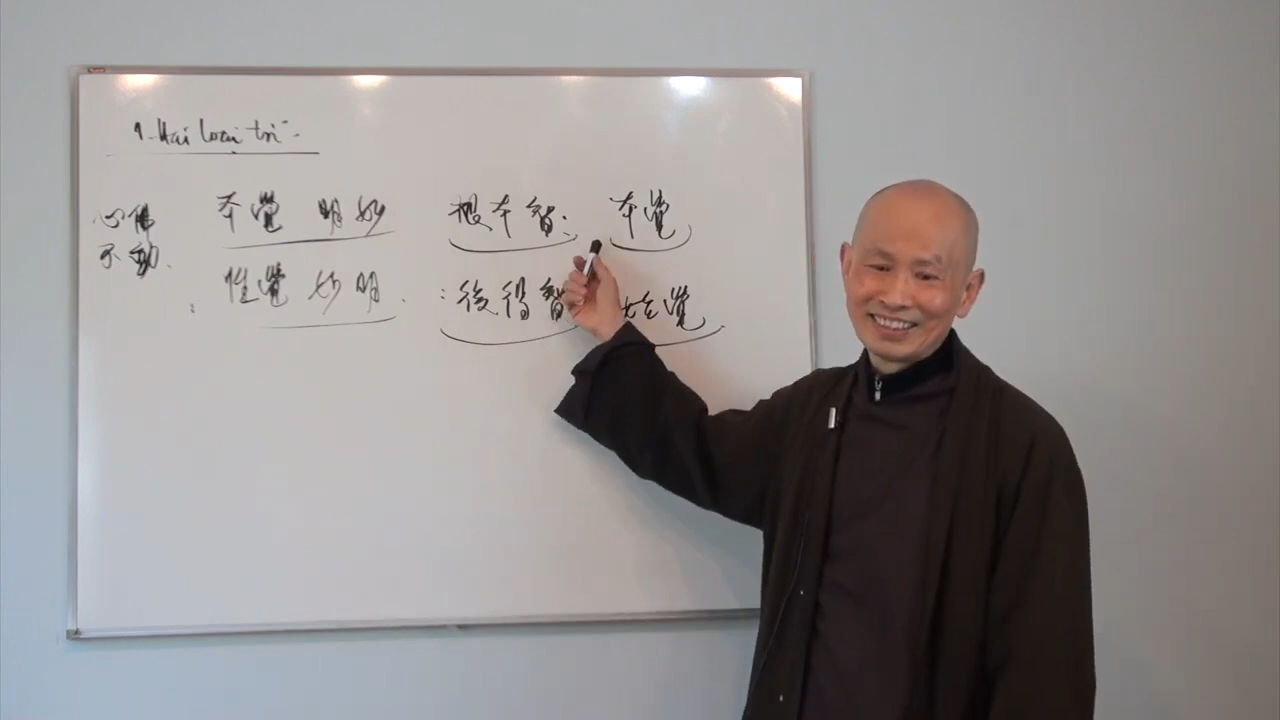 1. Hai loại trí
本覺 明妙 根本智: 本覺
心佛
不動.
: 性覺 妙明. : 後得智 始覺.